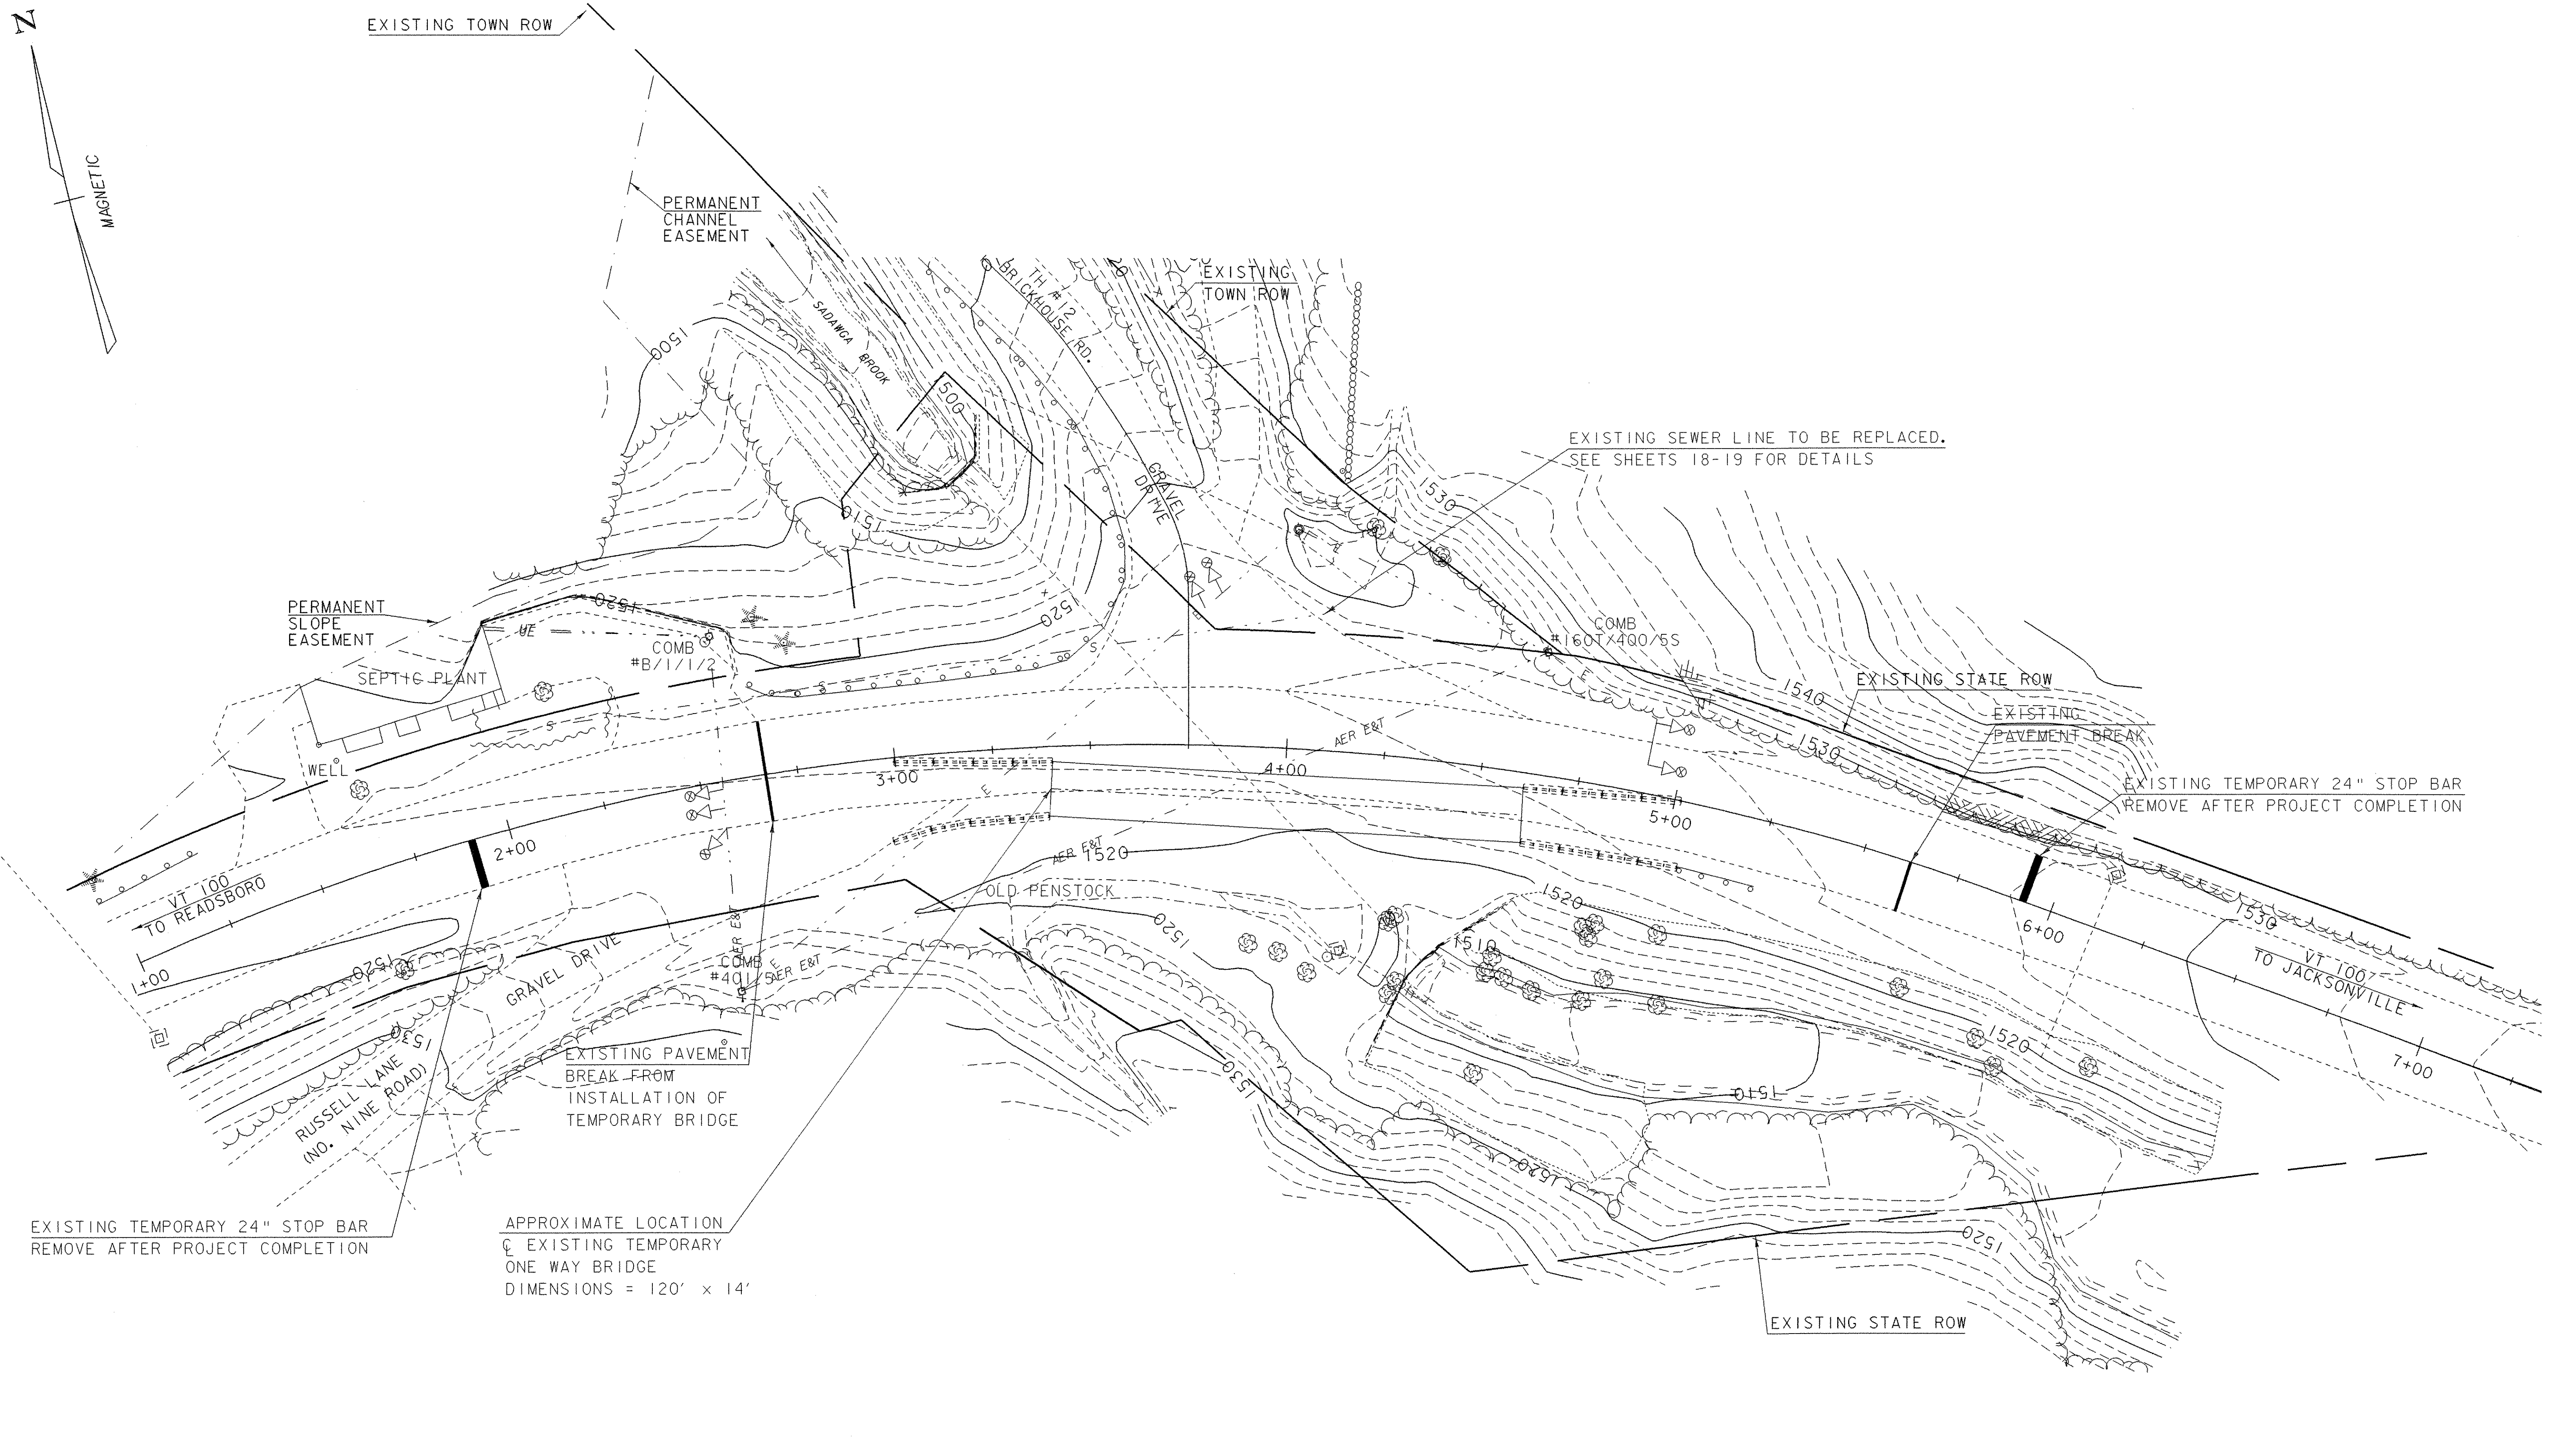 N
MAGNETIC
EXISTING TOWN ROW
PERMANENT
CHANNEL
EASEMENT
SADAWGA BROOK
TH #12
BRICKHOUSE RD.
20
EXISTING
TOWN ROW
1500
500
1510
GRAVEL
DRIVE
EXISTING SEWER LINE TO BE REPLACED.
SEE SHEETS 18-19 FOR DETAILS
1530
PERMANENT
SLOPE
EASEMENT
1520
UE
COMB
#B/1/1/2
SEPTIC PLANT
S
S
S
1520
WELL
COMB
#160T/400/5S
E
1540
EXISTING STATE ROW
1530
EXISTING
PAVEMENT BREAK
EXISTING TEMPORARY 24" STOP BAR
REMOVE AFTER PROJECT COMPLETION
AER E&T
1+00
2+00
3+00
4+00
5+00
6+00
7+00
E
VT 100
TO READSBORO
AER E&T
1520
OLD PENSTOCK
1520
1520
1510
1530
VT 100
TO JACKSONVILLE
1520
GRAVEL DRIVE
AER E&T
COMB
#401/5
E
AER E&T
1530
RUSSELL LANE
(NO. NINE ROAD)
EXISTING PAVEMENT
BREAK FROM
INSTALLATION OF
TEMPORARY BRIDGE
1530
1520
1510
1520
1520
EXISTING TEMPORARY 24" STOP BAR
REMOVE AFTER PROJECT COMPLETION
APPROXIMATE LOCATION
℄ EXISTING TEMPORARY
ONE WAY BRIDGE
DIMENSIONS = 120' x 14'
EXISTING STATE ROW